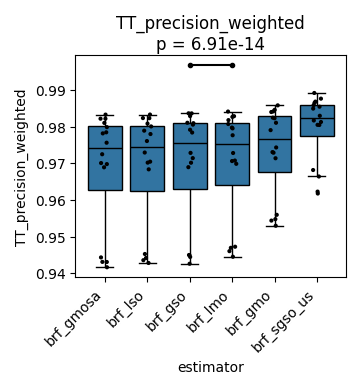 TT_precision_weighted
p = 6.91e-14
TT_precision_weighted
0.99
0.98
0.97
0.96
0.95
0.94
brf_gmosa
brf_lso
brf_gso
brf_lmo
brf_gmo
brf_sgso_us
estimator